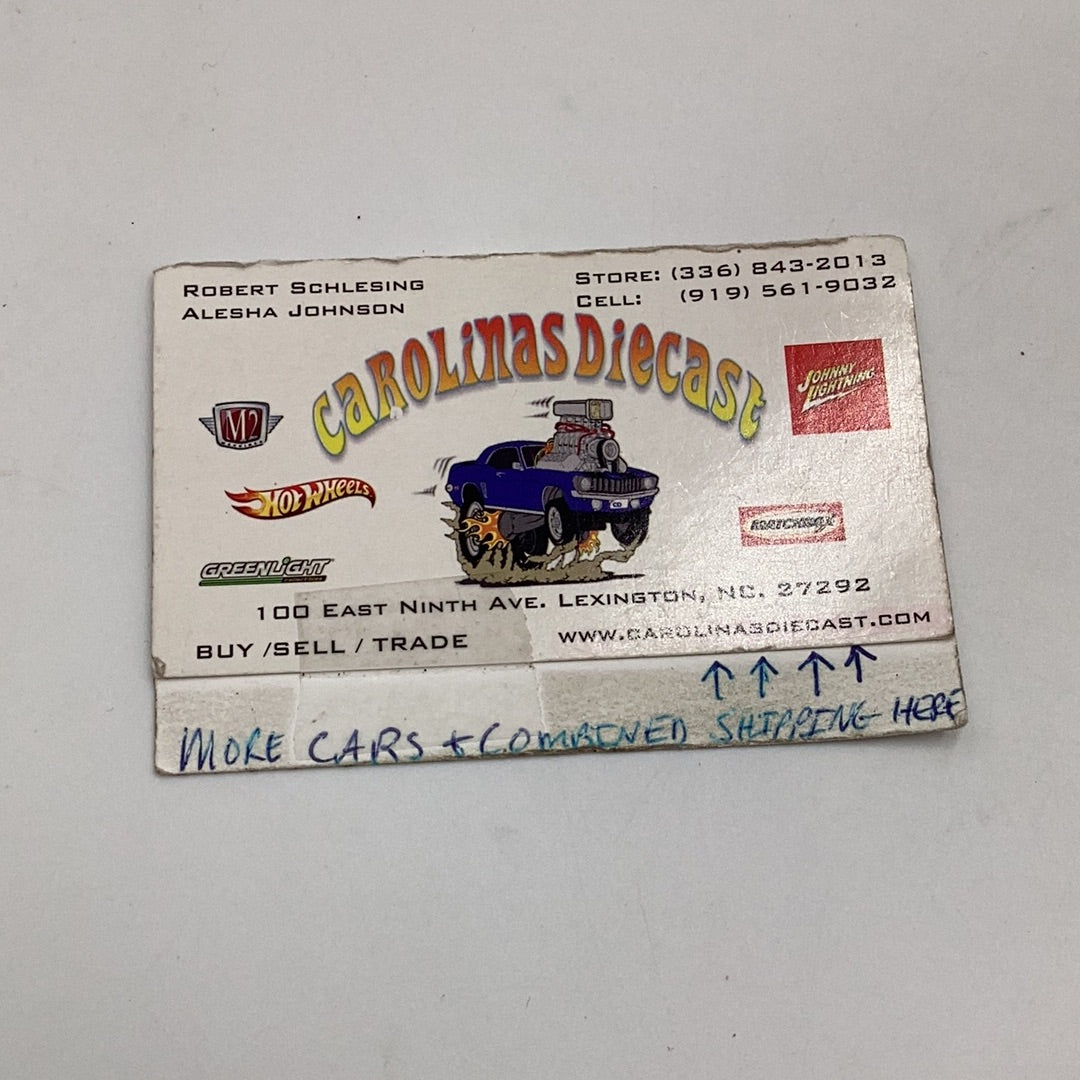 ROBERT SCHLESING
ALESHA JOHNSON
STORE: (336) 843-2013
CELL: (919) 561-9032
CAROLINAS DIECAST
M2
HOT WHEELS
GREENLIGHT
JOHNNY
LIGHTNING
MATCHBOX
100 EAST NINTH AVE. LEXINGTON, NC. 27292
BUY /SELL / TRADE
WWW.CAROLINASDIECAST.COM
↑ ↑ ↑ ↑
MORE CARS + COMBINED SHIPPING HERE